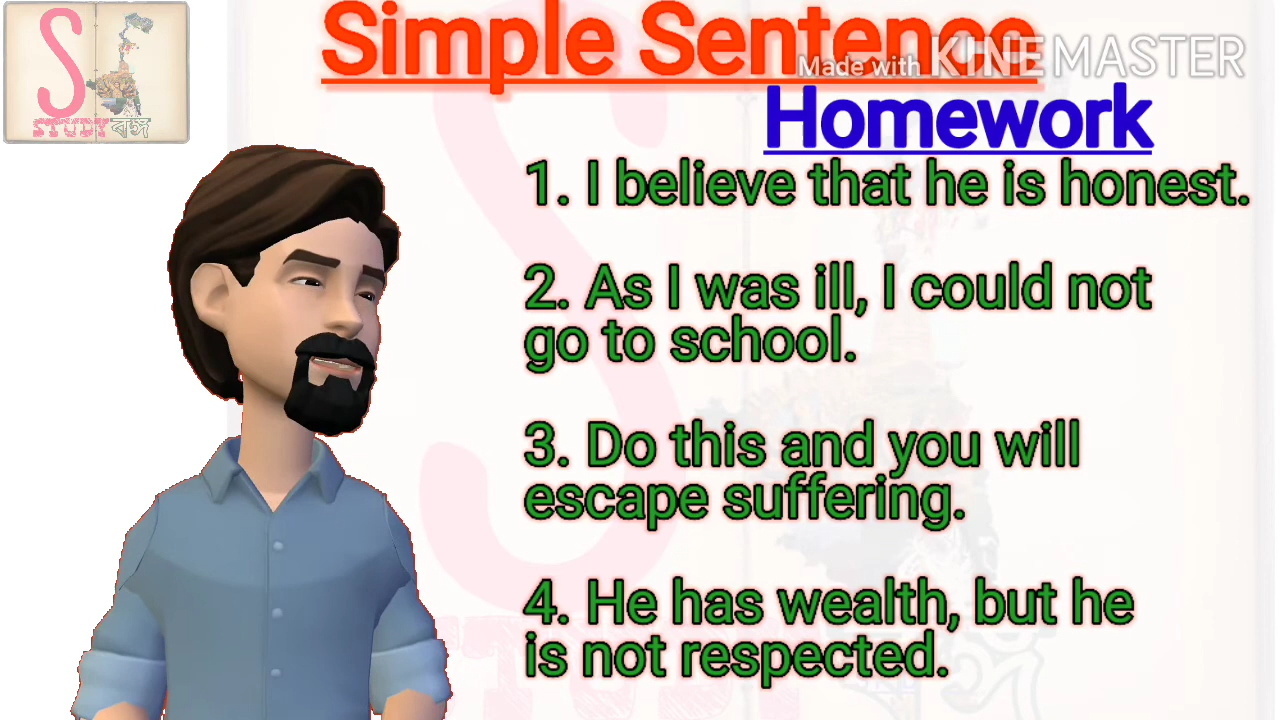 S
STUDY বঙ্গ
Simple Sentence
Made with KINEMASTER
Homework
1. I believe that he is honest.
2. As I was ill, I could not
go to school.
3. Do this and you will
escape suffering.
4. He has wealth, but he
is not respected.